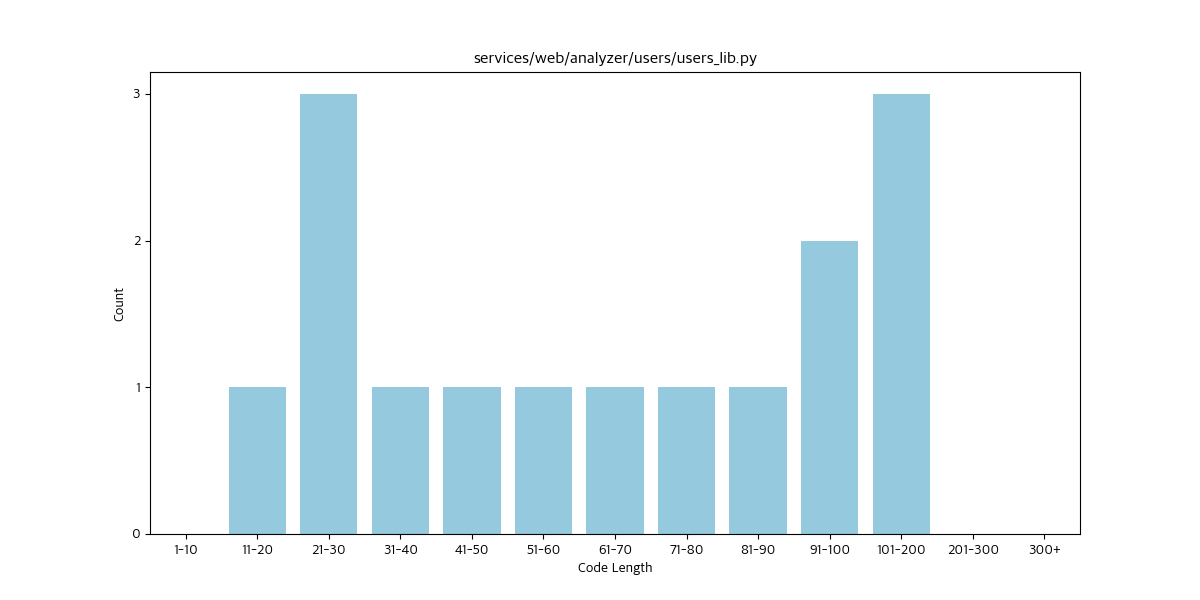 services/web/analyzer/users/users_lib.py
Count
3
2
1
0
1-10 11-20 21-30 31-40 41-50 51-60 61-70 71-80 81-90 91-100 101-200 201-300 300+
Code Length